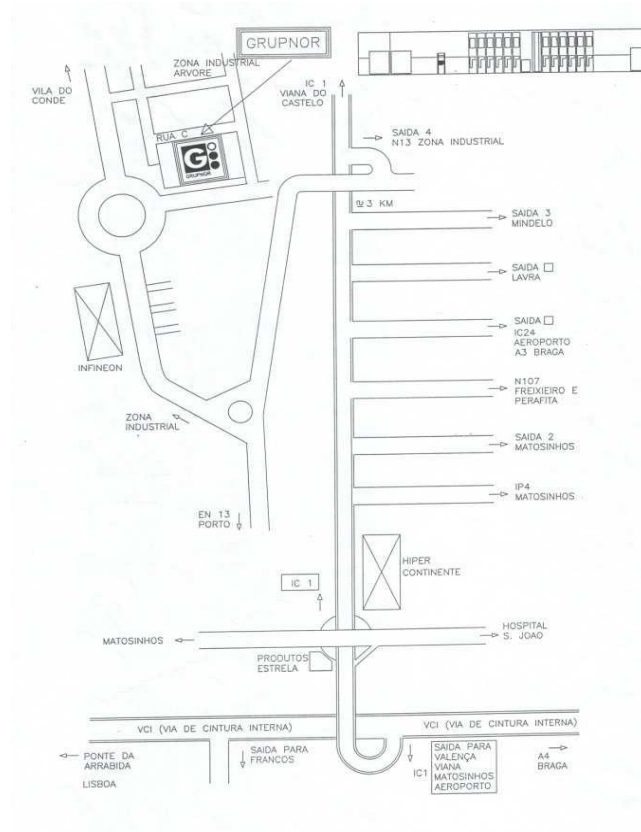 GRUPNOR
ZONA INDUSTRIAL
ARVORE
VILA DO
CONDE
IC 1
VIANA DO
CASTELO
RUA C
G
GRUPNOR
SAIDA 4
N13 ZONA INDUSTRIAL
3 KM
SAIDA 3
MINDELO
SAIDA
LAVRA
SAIDA
IC24
AEROPORTO
A3 BRAGA
INFINEON
N107
FREIXIEIRO E
PERAFITA
ZONA
INDUSTRIAL
SAIDA 2
MATOSINHOS
IP4
MATOSINHOS
EN 13
PORTO
HIPER
CONTINENTE
IC 1
HOSPITAL
S. JOAO
MATOSINHOS
PRODUTOS
ESTRELA
VCI (VIA DE CINTURA INTERNA)
VCI (VIA DE CINTURA INTERNA)
PONTE DA
ARRABIDA
LISBOA
SAIDA PARA
FRANCOS
IC1
SAIDA PARA
VALENÇA
VIANA
MATOSINHOS
AEROPORTO
A4
BRAGA